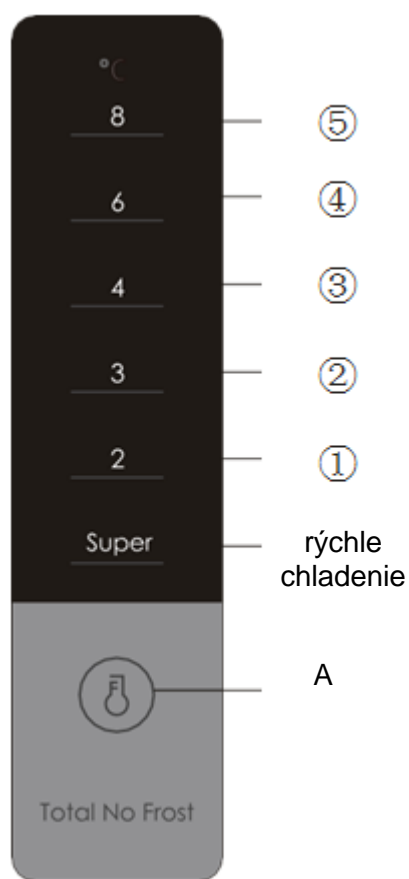 °C
8 ⑤
6 ④
4 ③
3 ②
2 ①
Super rýchle
chladenie
A
Total No Frost